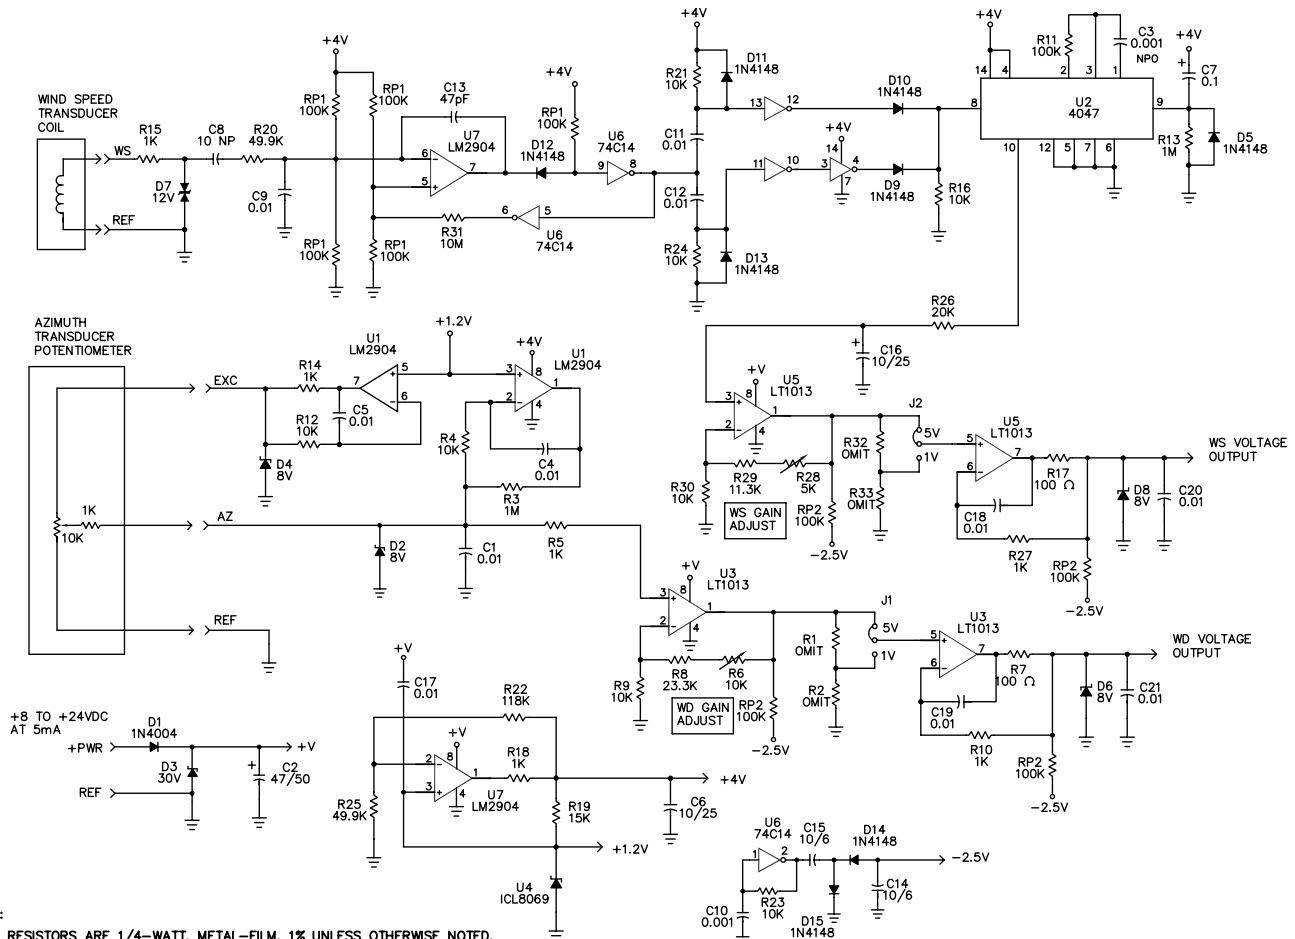 WIND SPEED
TRANSDUCER
COIL
WS
REF
R15
1K
D7
12V
C8
10 NP
R20
49.9K
C9
0.01
+4V
RP1
100K
RP1
100K
RP1
100K
RP1
100K
C13
47pF
U7
LM2904
6
5
7
D12
1N4148
+4V
RP1
100K
U6
74C14
9
8
R31
10M
6
5
U6
74C14
+4V
R21
10K
D11
1N4148
C11
0.01
C12
0.01
R24
10K
D13
1N4148
13
12
11
10
+4V
14
3
4
7
D10
1N4148
D9
1N4148
R16
10K
+4V
R11
100K
C3
0.001
NPO
14
4
2
3
1
8
U2
4047
9
10
12
5
7
6
+4V
C7
0.1
R13
1M
D5
1N4148
AZIMUTH
TRANSDUCER
POTENTIOMETER
EXC
1K
10K
AZ
REF
R14
1K
R12
10K
D4
8V
C5
0.01
U1
LM2904
7
5
6
+1.2V
+4V
U1
LM2904
3
2
8
4
1
R4
10K
C4
0.01
R3
1M
D2
8V
C1
0.01
R5
1K
R26
20K
C16
10/25
+V
U5
LT1013
3
2
8
4
1
R30
10K
R29
11.3K
R28
5K
WS GAIN
ADJUST
RP2
100K
-2.5V
R32
OMIT
R33
OMIT
J2
5V
1V
U5
LT1013
5
6
7
R17
100 Ω
C18
0.01
R27
1K
RP2
100K
-2.5V
D8
8V
C20
0.01
WS VOLTAGE
OUTPUT
+V
U3
LT1013
3
2
8
4
1
R9
10K
R8
23.3K
R6
10K
WD GAIN
ADJUST
RP2
100K
-2.5V
R1
OMIT
R2
OMIT
J1
5V
1V
U3
LT1013
5
6
7
R7
100 Ω
C19
0.01
R10
1K
RP2
100K
-2.5V
D6
8V
C21
0.01
WD VOLTAGE
OUTPUT
+8 TO +24VDC
AT 5mA
+PWR
REF
D1
1N4004
D3
30V
C2
47/50
+V
+V
C17
0.01
R22
118K
+V
2
3
8
4
1
U7
LM2904
R18
1K
R25
49.9K
R19
15K
C6
10/25
+4V
+1.2V
U4
ICL8069
U6
74C14
1
2
C15
10/6
D14
1N4148
-2.5V
R23
10K
C10
0.001
D15
1N4148
C14
10/6
:
RESISTORS ARE 1/4-WATT, METAL-FILM, 1% UNLESS OTHERWISE NOTED.